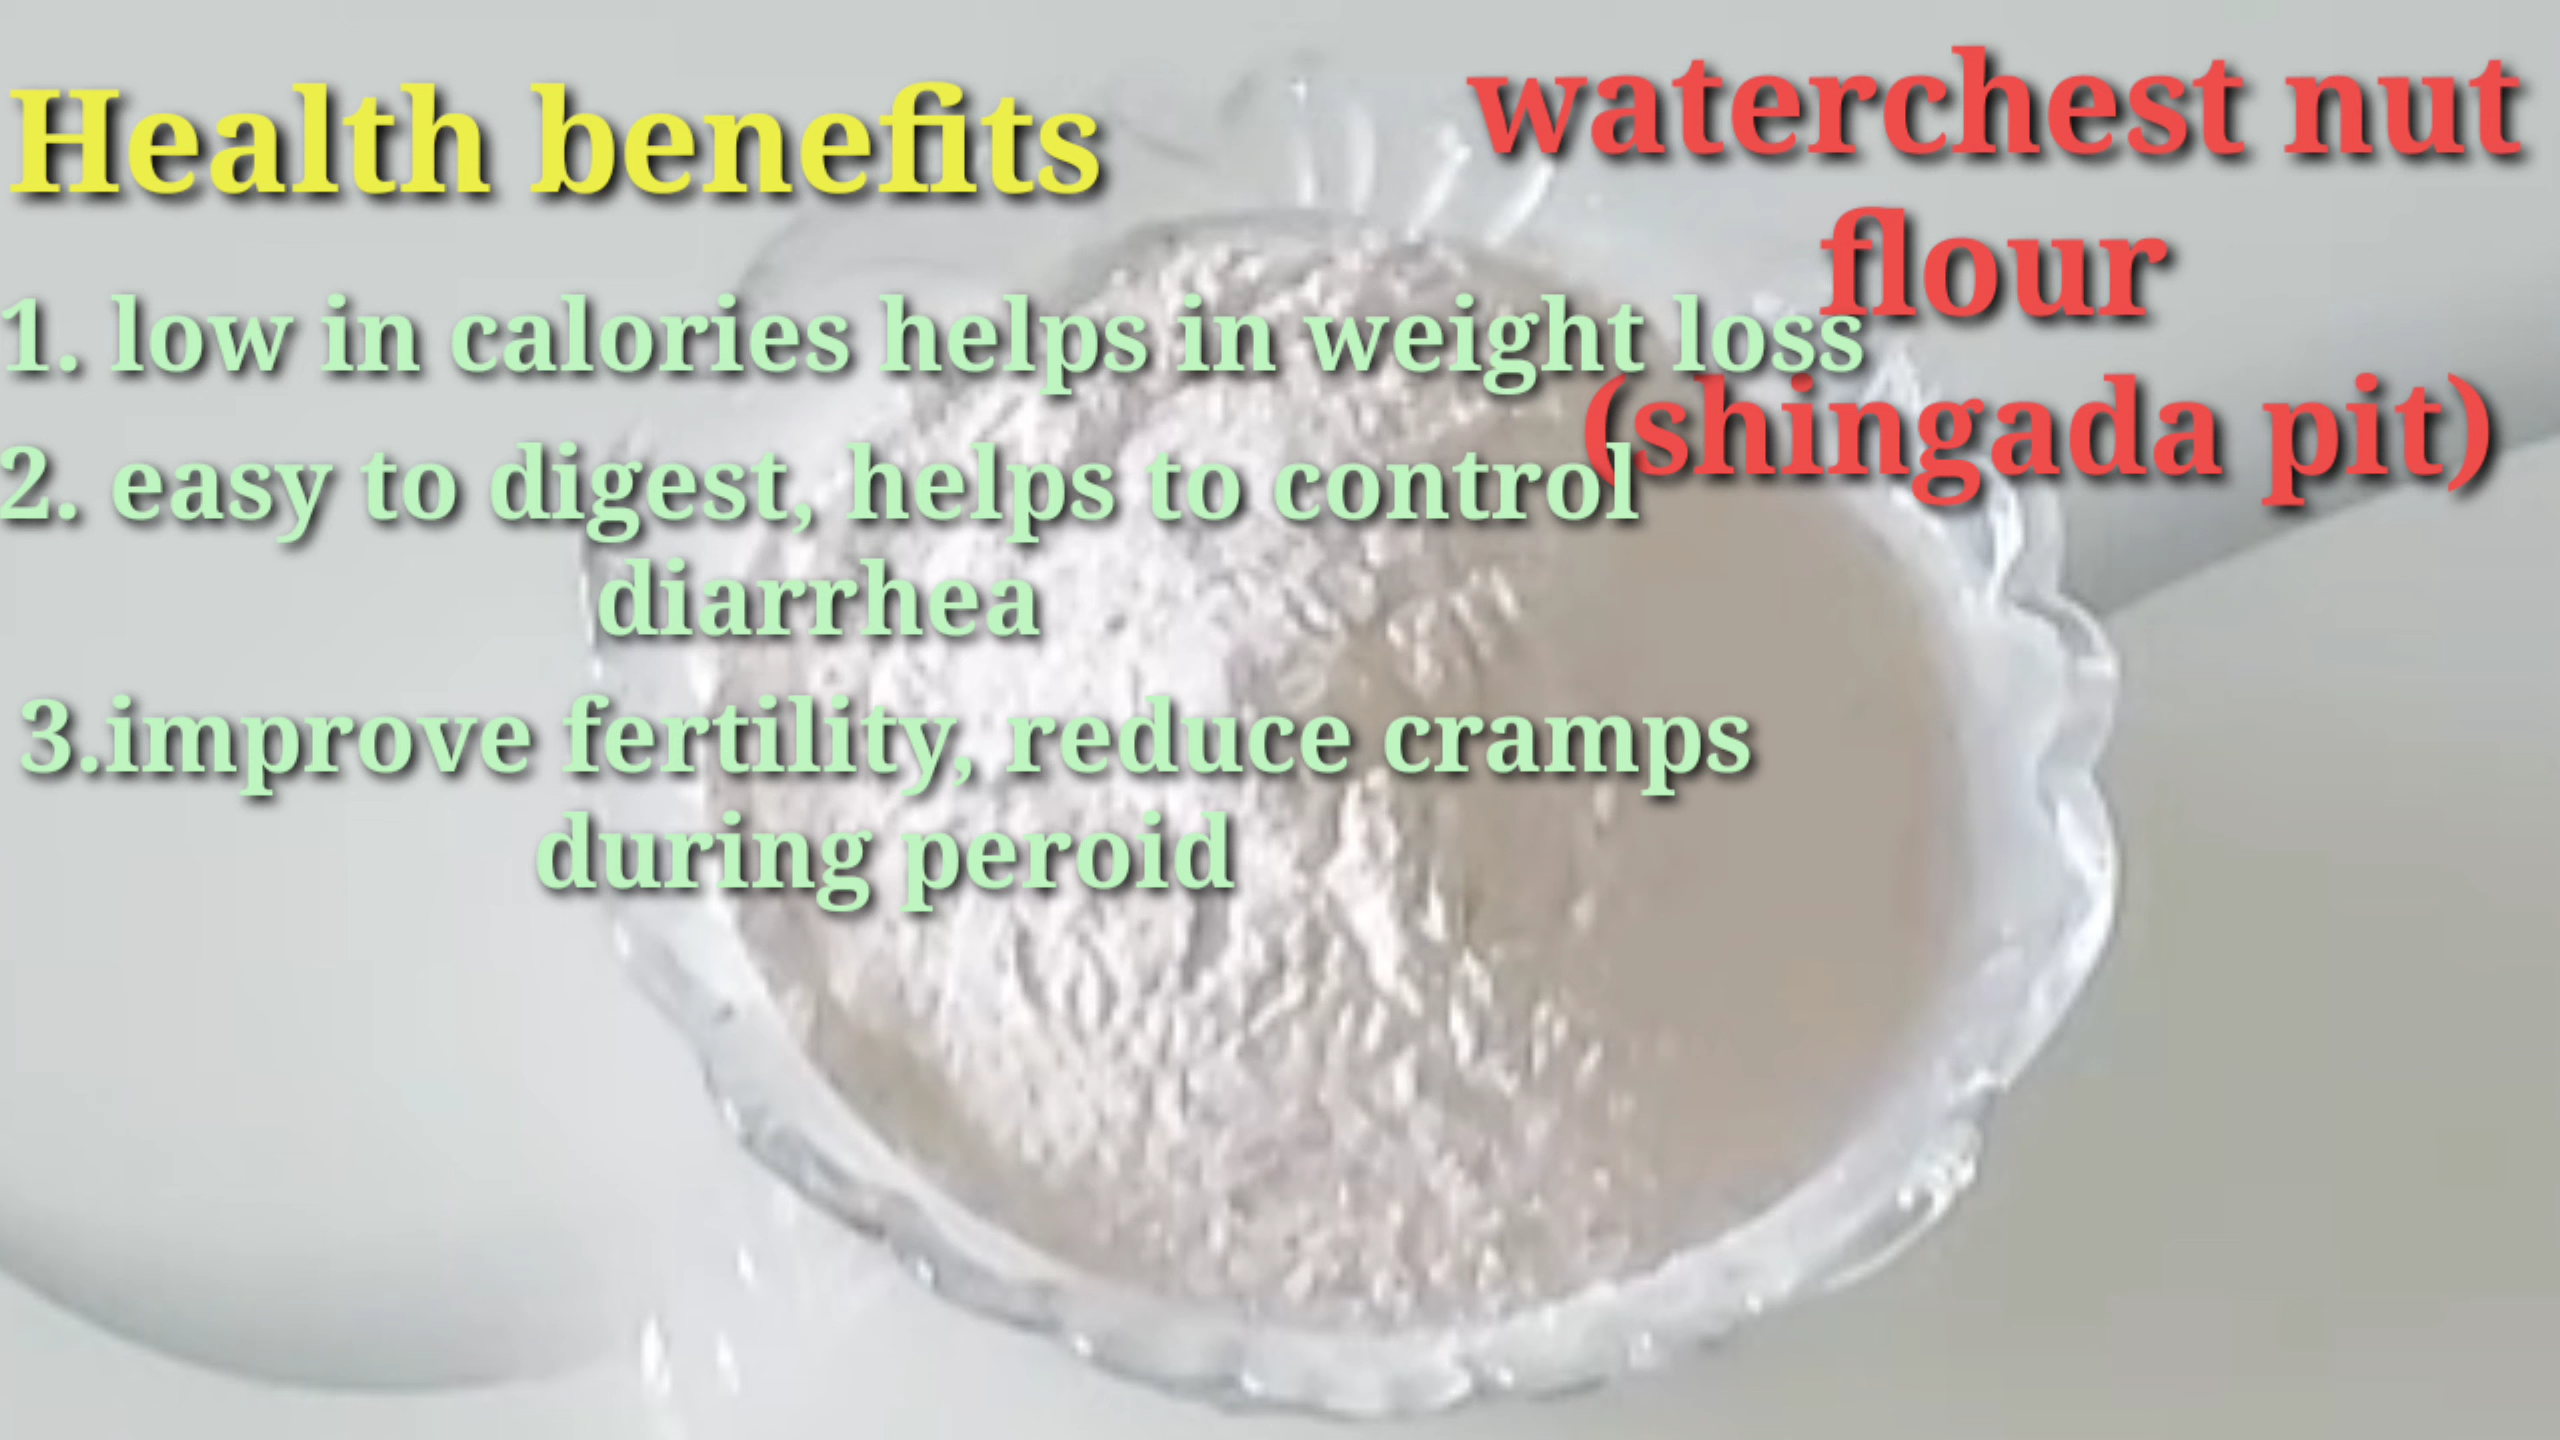 Health benefits
waterchest nut
flour
(shingada pit)
1. low in calories helps in weight loss
2. easy to digest, helps to control
diarrhea
3.improve fertility, reduce cramps
during peroid